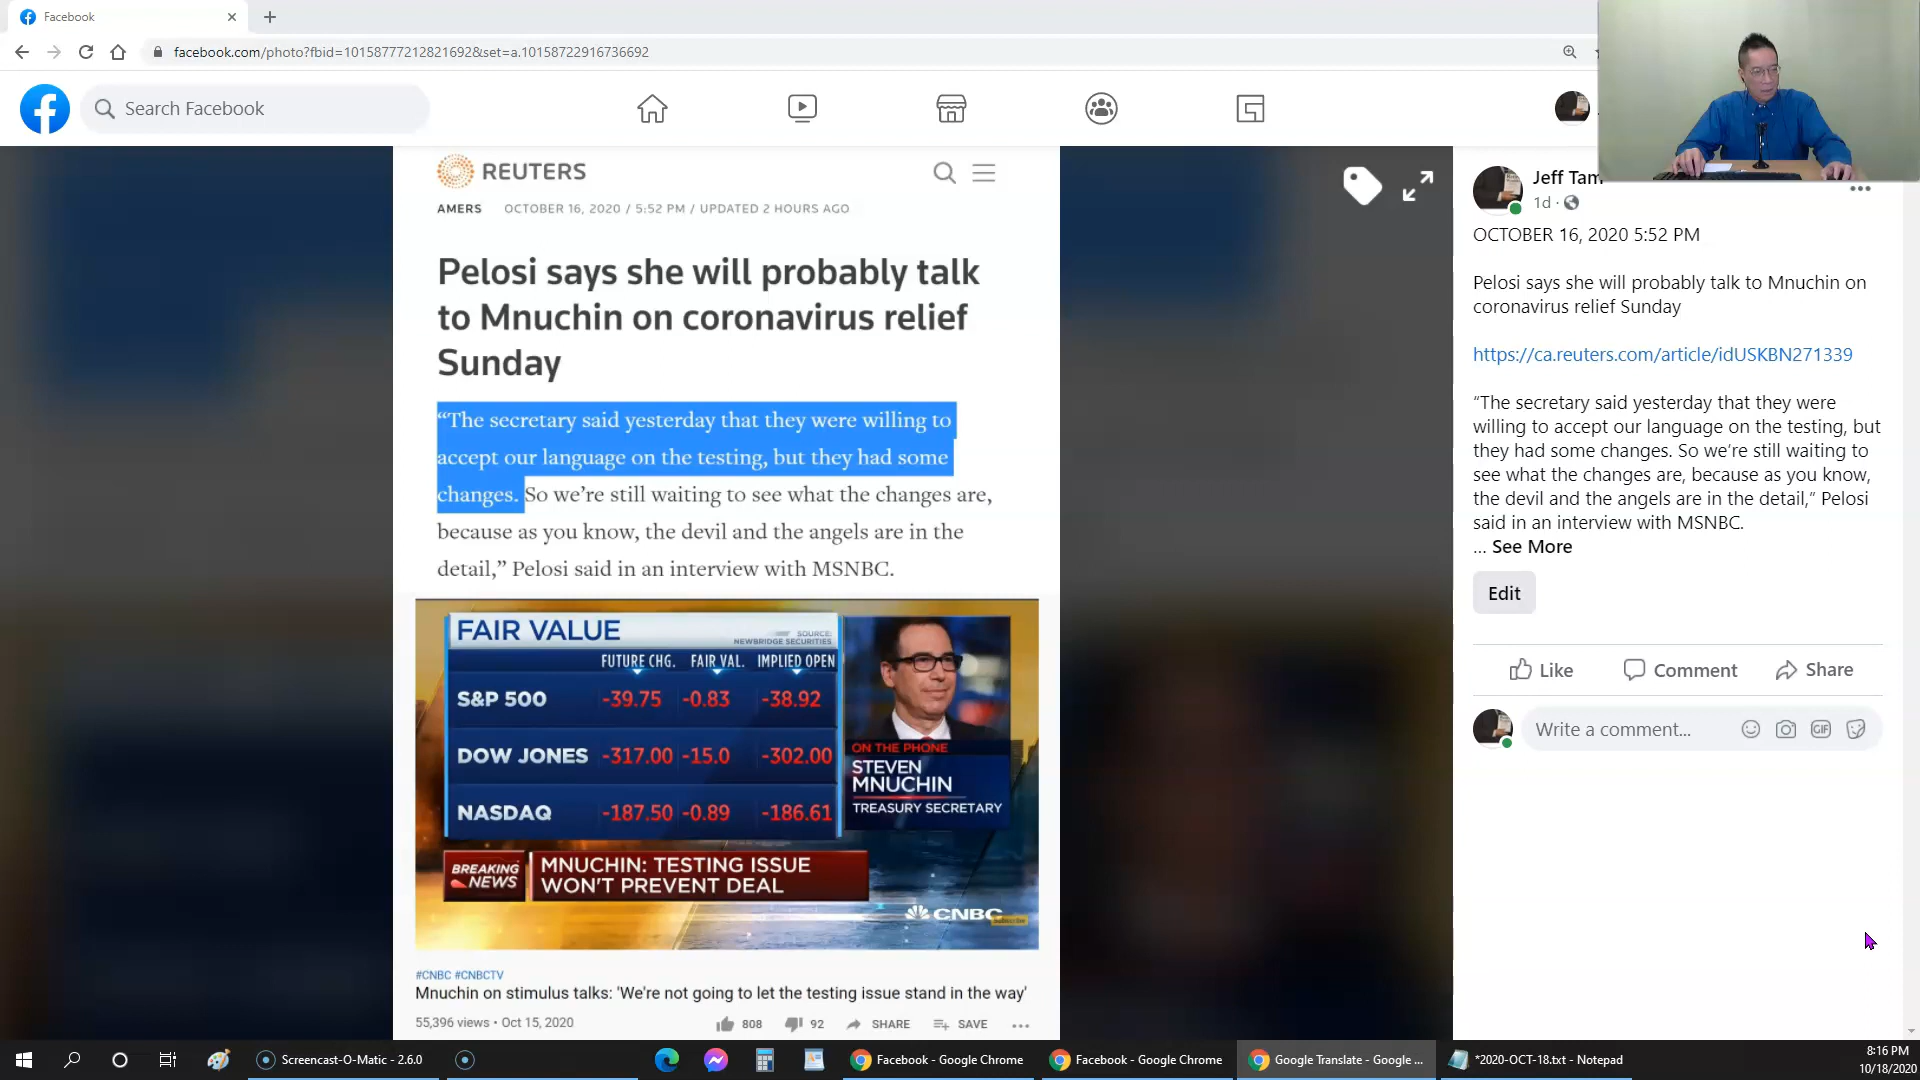 Facebook
facebook.com/photo?fbid=10158777212821692&set=a.10158722916736692
Search Facebook
REUTERS
AMERS OCTOBER 16, 2020 / 5:52 PM / UPDATED 2 HOURS AGO
Pelosi says she will probably talk
to Mnuchin on coronavirus relief
Sunday
“The secretary said yesterday that they were willing to
accept our language on the testing, but they had some
changes. So we’re still waiting to see what the changes are,
because as you know, the devil and the angels are in the
detail,” Pelosi said in an interview with MSNBC.
FAIR VALUE
SOURCE:
NEWBRIDGE SECURITIES
FUTURE CHG. FAIR VAL. IMPLIED OPEN
S&P 500 -39.75 -0.83 -38.92
DOW JONES -317.00 -15.0 -302.00
NASDAQ -187.50 -0.89 -186.61
ON THE PHONE
STEVEN
MNUCHIN
TREASURY SECRETARY
BREAKING
NEWS
MNUCHIN: TESTING ISSUE
WON'T PREVENT DEAL
CNBC
#CNBC #CNBCTV
Mnuchin on stimulus talks: 'We're not going to let the testing issue stand in the way'
55,396 views • Oct 15, 2020 808 92 SHARE SAVE
Jeff Tam
1d ·
OCTOBER 16, 2020 5:52 PM
Pelosi says she will probably talk to Mnuchin on
coronavirus relief Sunday
https://ca.reuters.com/article/idUSKBN271339
“The secretary said yesterday that they were
willing to accept our language on the testing, but
they had some changes. So we’re still waiting to
see what the changes are, because as you know,
the devil and the angels are in the detail,” Pelosi
said in an interview with MSNBC.
... See More
Edit
Like Comment Share
Write a comment...
GIF
Screencast-O-Matic - 2.6.0
Facebook - Google Chrome
Facebook - Google Chrome
Google Translate - Google ...
*2020-OCT-18.txt - Notepad
8:16 PM
10/18/2020